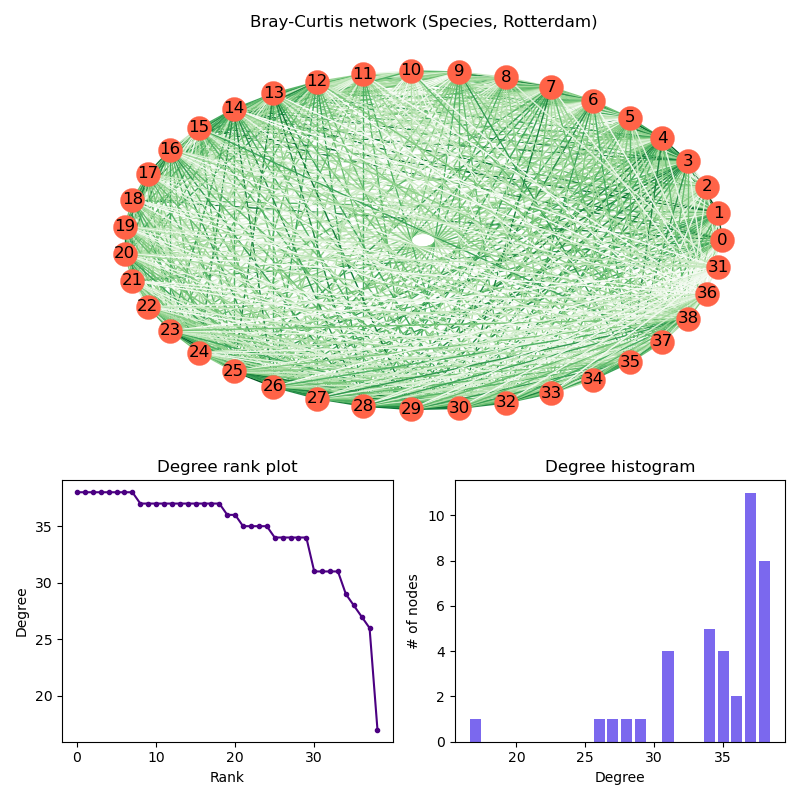 Bray-Curtis network (Species, Rotterdam)
10 9
11 8
12 7
13 6
14 5
15 4
16 3
17 2
18 1
19 0
20 31
21 36
22 38
23 37
24 35
25 34
26 33
27 32
28 29 30
Degree rank plot
Degree histogram
35
30
25
20
Degree
0 10 20 30
Rank
10
8
6
4
2
0
# of nodes
20 25 30 35
Degree